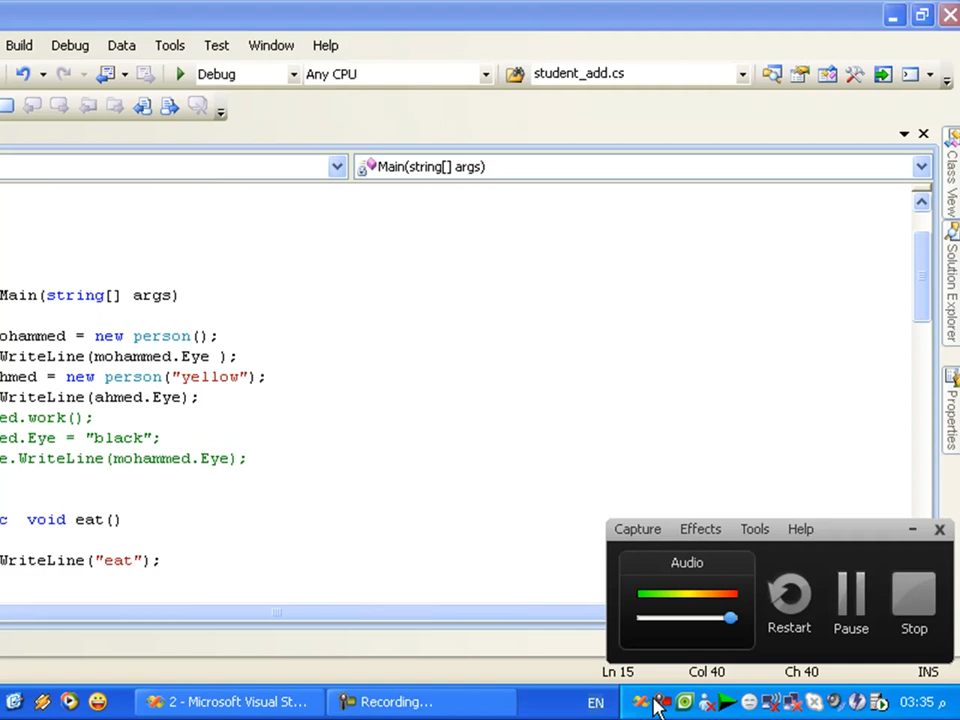 Build Debug Data Tools Test Window Help
Debug Any CPU student_add.cs
Main(string[] args)
Main(string[] args)
ohammed = new person();
WriteLine(mohammed.Eye );
hmed = new person("yellow");
WriteLine(ahmed.Eye);
ed.work();
ed.Eye = "black";
e.WriteLine(mohammed.Eye);
c void eat()
WriteLine("eat");
Class View
Solution Explorer
Properties
Capture Effects Tools Help
Audio
Restart Pause Stop
Ln 15 Col 40 Ch 40 INS
2 - Microsoft Visual St... Recording... EN 03:35 م